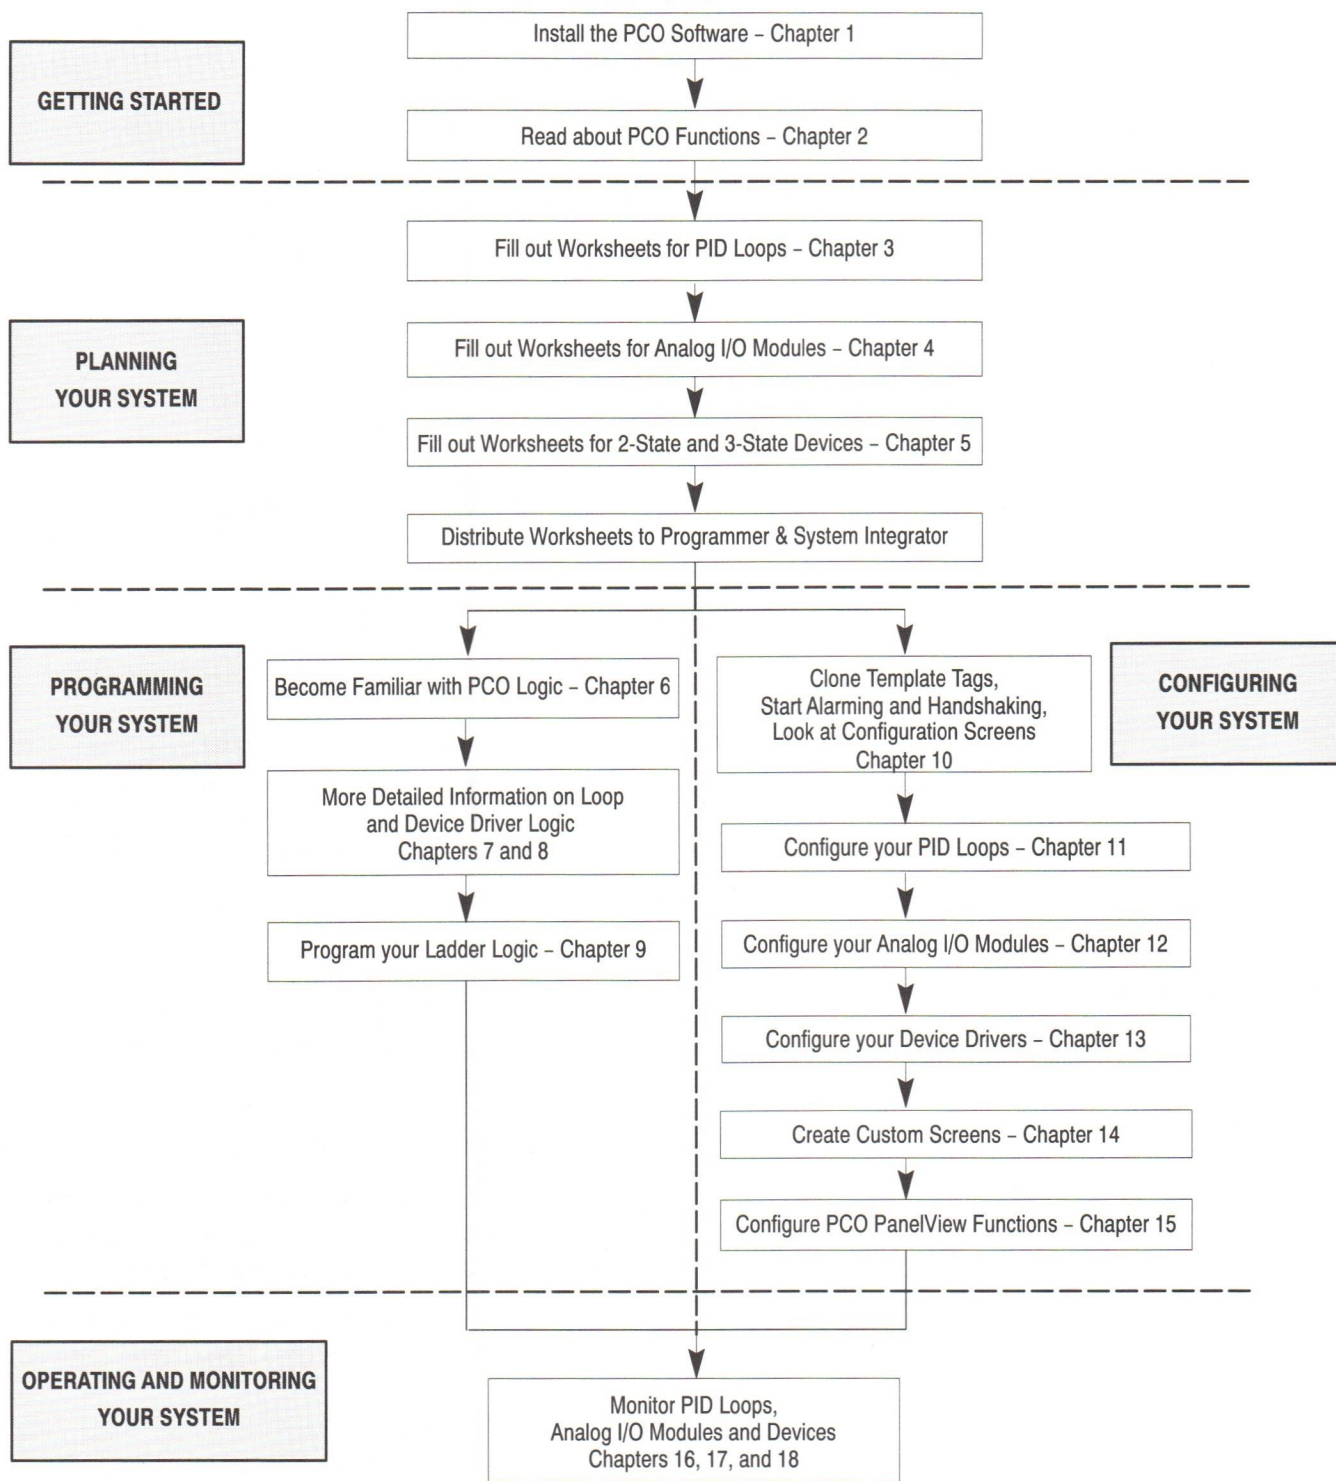 Install the PCO Software – Chapter 1
GETTING STARTED
Read about PCO Functions – Chapter 2
Fill out Worksheets for PID Loops – Chapter 3
PLANNING
YOUR SYSTEM
Fill out Worksheets for Analog I/O Modules – Chapter 4
Fill out Worksheets for 2-State and 3-State Devices – Chapter 5
Distribute Worksheets to Programmer & System Integrator
PROGRAMMING
YOUR SYSTEM
Become Familiar with PCO Logic – Chapter 6
More Detailed Information on Loop
and Device Driver Logic
Chapters 7 and 8
Program your Ladder Logic – Chapter 9
CONFIGURING
YOUR SYSTEM
Clone Template Tags,
Start Alarming and Handshaking,
Look at Configuration Screens
Chapter 10
Configure your PID Loops – Chapter 11
Configure your Analog I/O Modules – Chapter 12
Configure your Device Drivers – Chapter 13
Create Custom Screens – Chapter 14
Configure PCO PanelView Functions – Chapter 15
OPERATING AND MONITORING
YOUR SYSTEM
Monitor PID Loops,
Analog I/O Modules and Devices
Chapters 16, 17, and 18